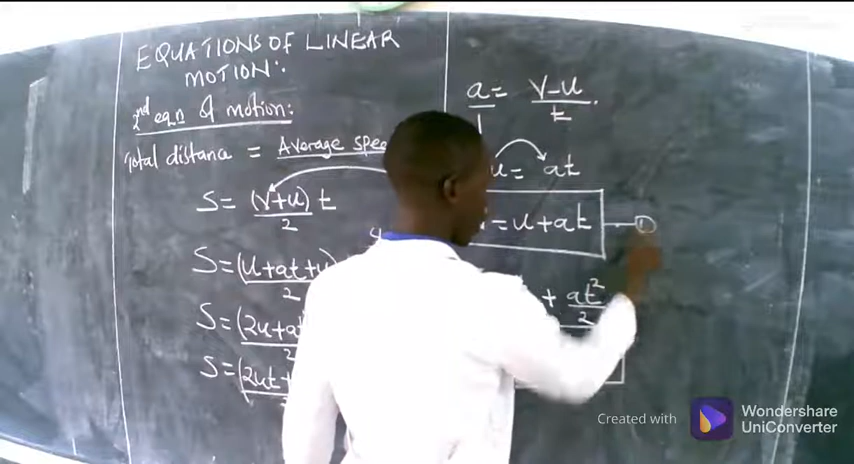 EQUATIONS OF LINEAR
MOTION:
2nd eqn of motion:
Total distance = Average spee
S = (v+u) t
2
S = (u+at+u)
2
S = (2u+at
2
S = (2ut+
a = v-u
t
u = at
= u+at ①
+ at²
2
Created with Wondershare
UniConverter